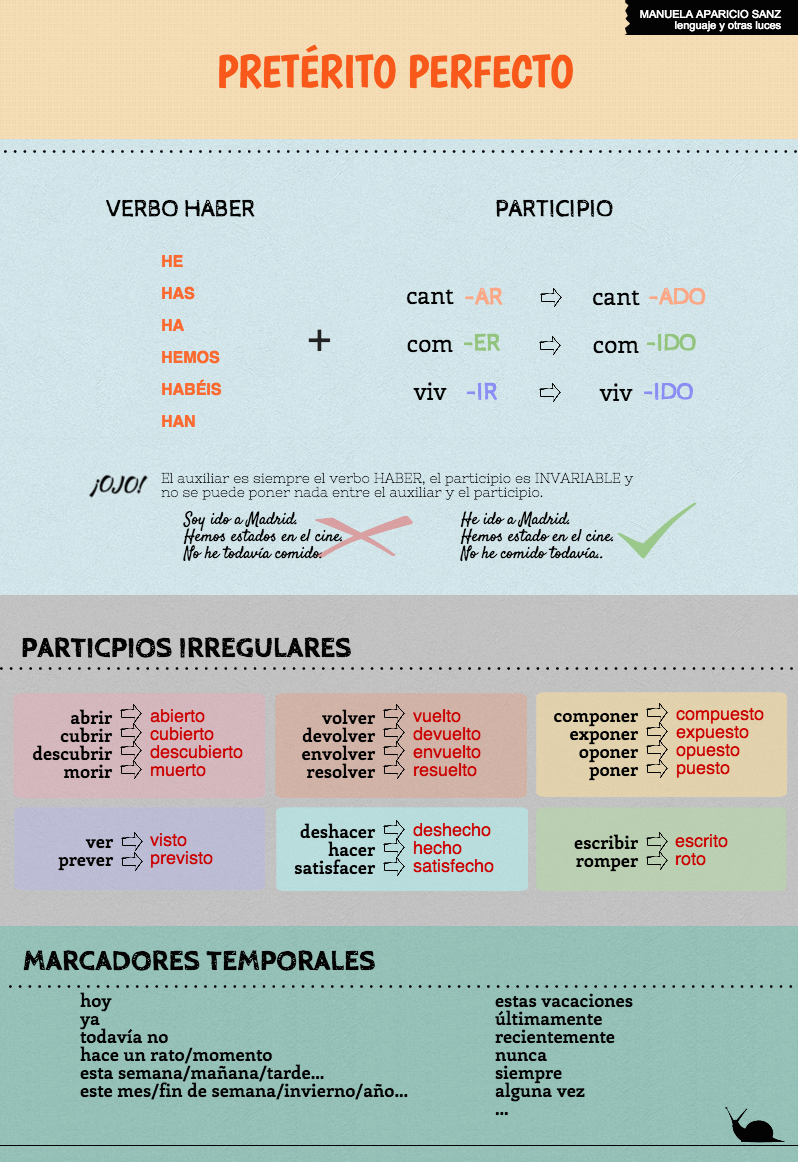 MANUELA APARICIO SANZ
lenguaje y otras luces
PRETÉRITO PERFECTO
VERBO HABER
HE
HAS
HA
HEMOS
HABÉIS
HAN
+
PARTICIPIO
cant -AR cant -ADO
com -ER com -IDO
viv -IR viv -IDO
¡OJO!
El auxiliar es siempre el verbo HABER, el participio es INVARIABLE y
no se puede poner nada entre el auxiliar y el participio.
Soy ido a Madrid.
Hemos estados en el cine.
No he todavía comido.
He ido a Madrid.
Hemos estado en el cine.
No he comido todavía..
PARTICPIOS IRREGULARES
abrir abierto
cubrir cubierto
descubrir descubierto
morir muerto
volver vuelto
devolver devuelto
envolver envuelto
resolver resuelto
componer compuesto
exponer expuesto
oponer opuesto
poner puesto
ver visto
prever previsto
deshacer deshecho
hacer hecho
satisfacer satisfecho
escribir escrito
romper roto
MARCADORES TEMPORALES
hoy
ya
todavía no
hace un rato/momento
esta semana/mañana/tarde...
este mes/fin de semana/invierno/año...
estas vacaciones
últimamente
recientemente
nunca
siempre
alguna vez
...